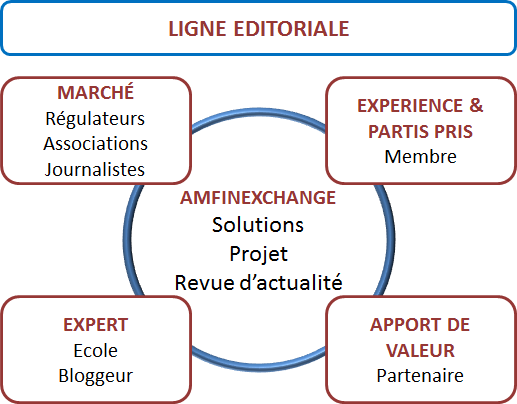 LIGNE EDITORIALE
MARCHÉ
Régulateurs
Associations
Journalistes
EXPERIENCE &
PARTIS PRIS
Membre
AMFINEXCHANGE
Solutions
Projet
Revue d’actualité
EXPERT
Ecole
Bloggeur
APPORT DE
VALEUR
Partenaire